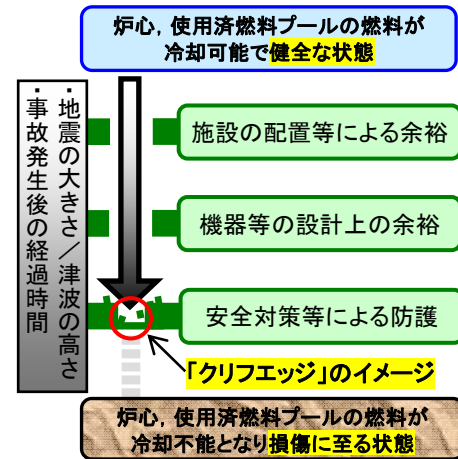 炉心，使用済燃料プールの燃料が
冷却可能で健全な状態
・地震の大きさ／津波の高さ
・事故発生後の経過時間
施設の配置等による余裕
機器等の設計上の余裕
安全対策等による防護
「クリフエッジ」のイメージ
炉心，使用済燃料プールの燃料が
冷却不能となり損傷に至る状態